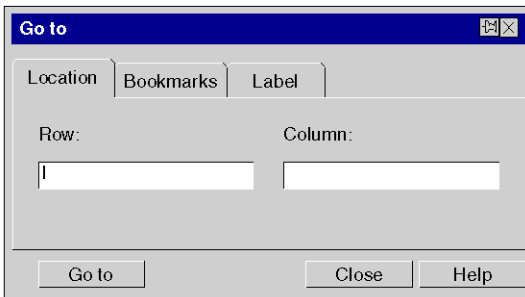 Go to
Location Bookmarks Label
Row: Column:
Go to Close Help